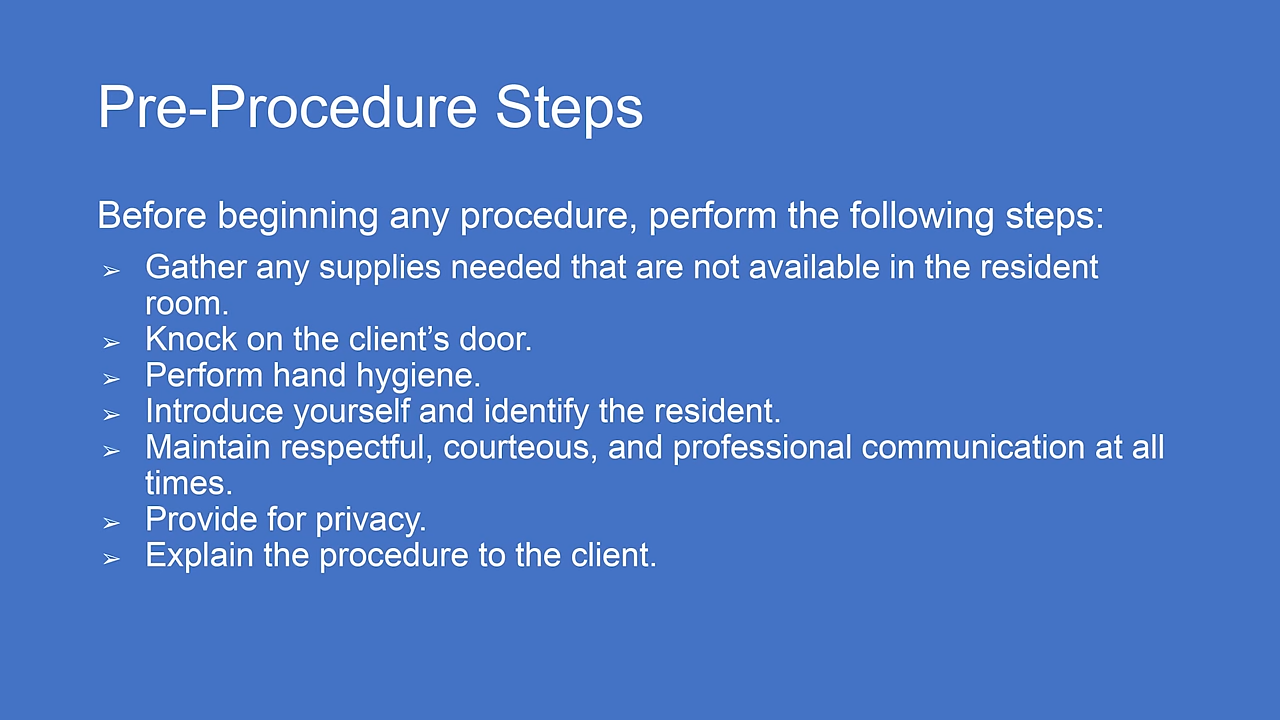 Pre-Procedure Steps
Before beginning any procedure, perform the following steps:
➢ Gather any supplies needed that are not available in the resident
room.
➢ Knock on the client’s door.
➢ Perform hand hygiene.
➢ Introduce yourself and identify the resident.
➢ Maintain respectful, courteous, and professional communication at all
times.
➢ Provide for privacy.
➢ Explain the procedure to the client.